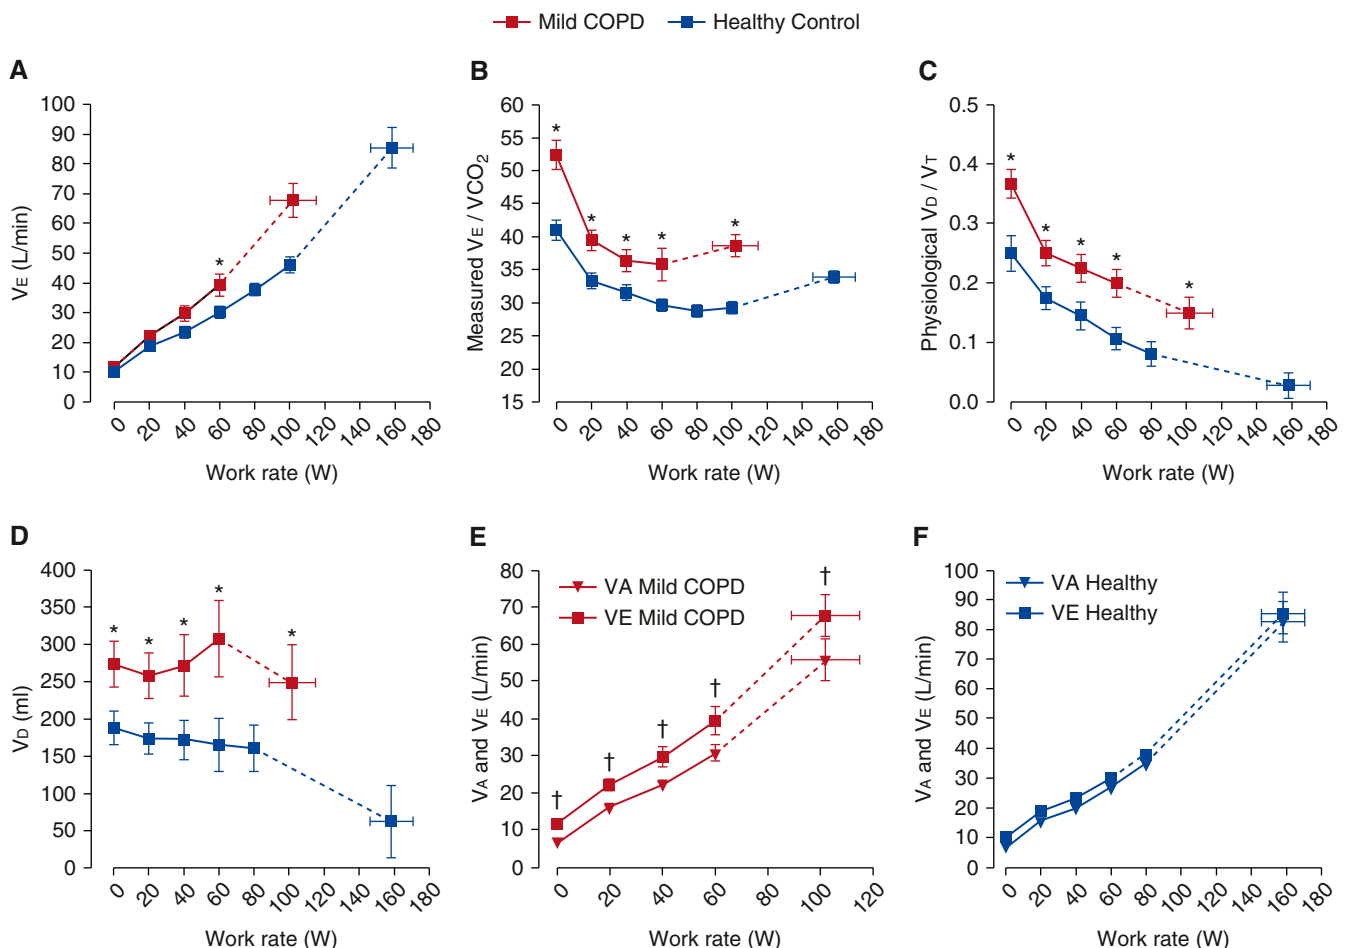 Mild COPD Healthy Control
A
100
90
80
70
60
50
40
30
20
10
0
VE (L/min)
*
0 20 40 60 80 100 120 140 160 180
Work rate (W)
B
60
55
50
45
40
35
30
25
20
15
Measured VE / VCO2
* * * * *
0 20 40 60 80 100 120 140 160 180
Work rate (W)
C
0.5
0.4
0.3
0.2
0.1
0.0
Physiological VD / VT
* * * * *
0 20 40 60 80 100 120 140 160 180
Work rate (W)
D
400
350
300
250
200
150
100
50
0
VD (ml)
* * * * *
0 20 40 60 80 100 120 140 160 180
Work rate (W)
E
80
70
60
50
40
30
20
10
0
VA and VE (L/min)
VA Mild COPD
VE Mild COPD
† † † † †
0 20 40 60 80 100 120
Work rate (W)
F
100
90
80
70
60
50
40
30
20
10
0
VA and VE (L/min)
VA Healthy
VE Healthy
0 20 40 60 80 100 120 140 160 180
Work rate (W)